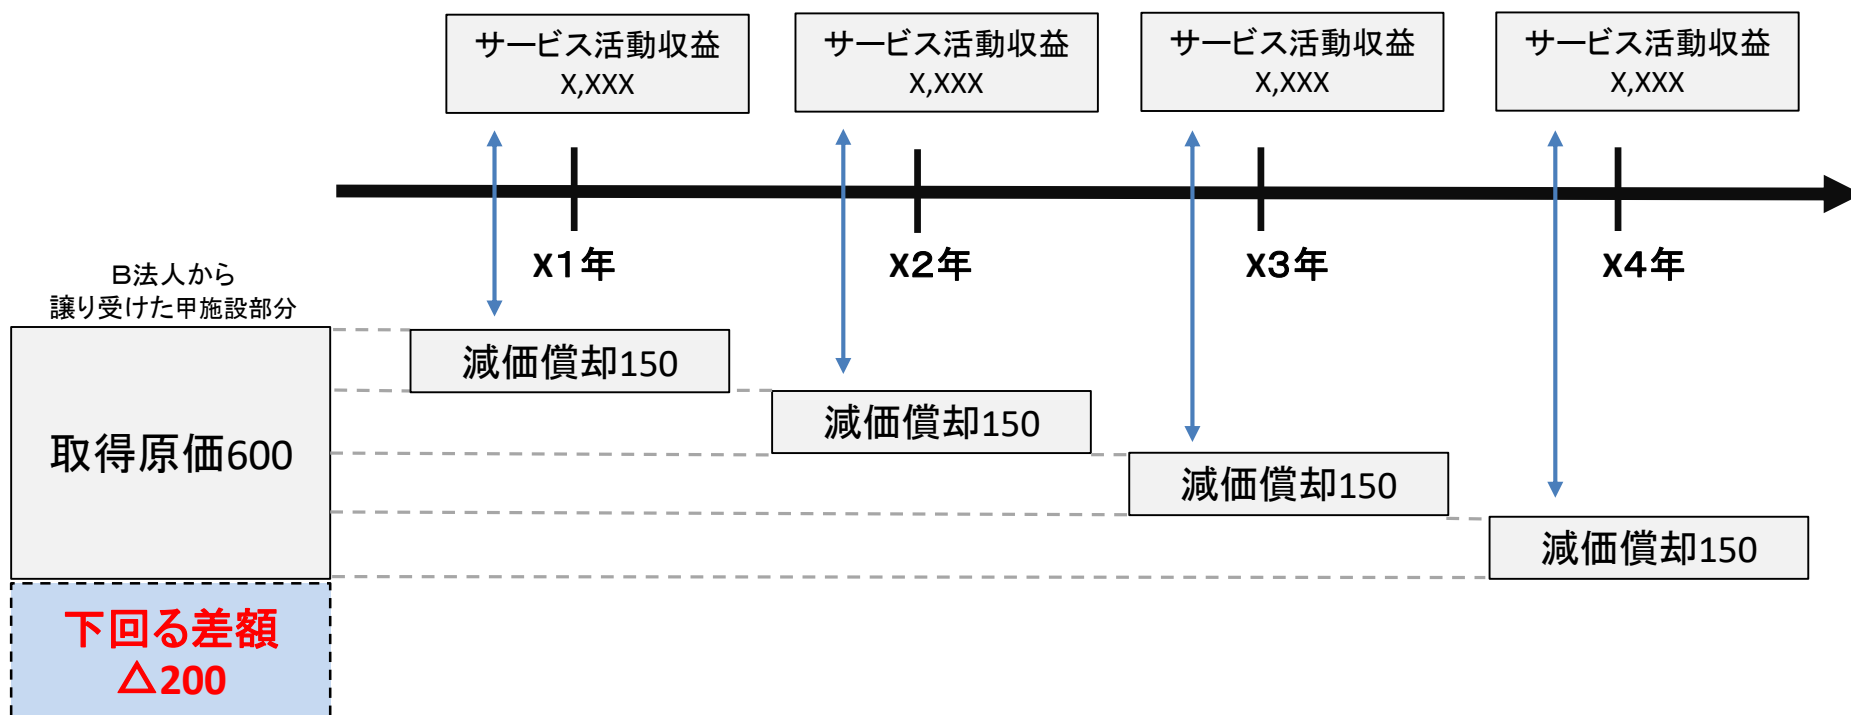 サービス活動収益
X,XXX
サービス活動収益
X,XXX
サービス活動収益
X,XXX
サービス活動収益
X,XXX
X1年
X2年
X3年
X4年
B法人から
譲り受けた甲施設部分
減価償却150
減価償却150
取得原価600
減価償却150
減価償却150
下回る差額
△200